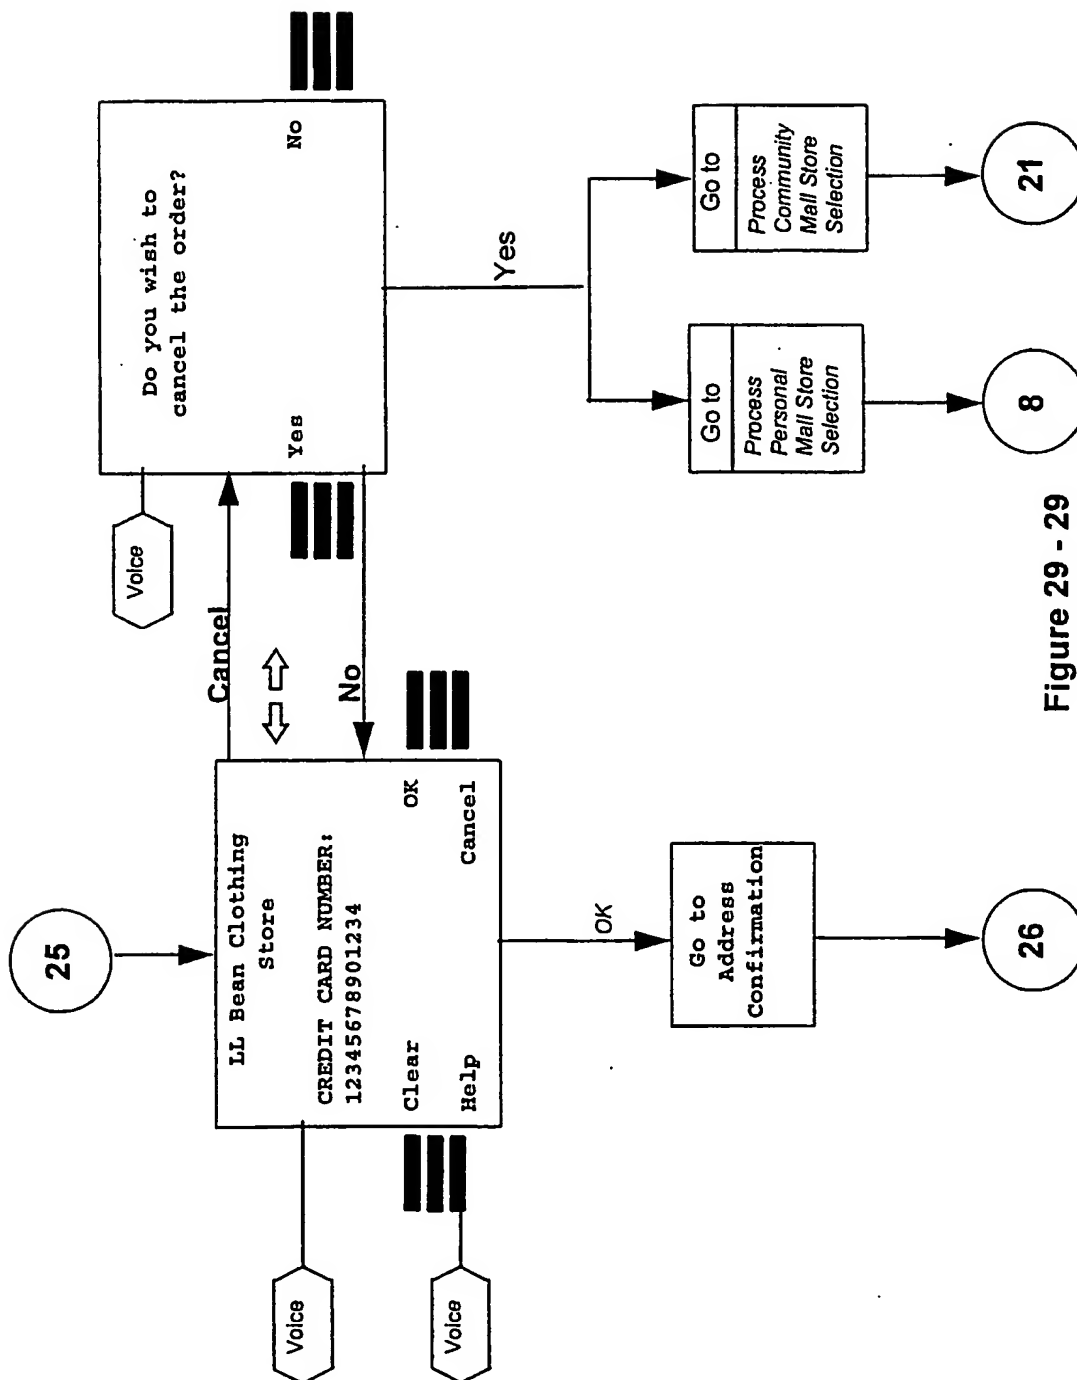 25
LL Bean Clothing
Store
CREDIT CARD NUMBER:
12345678901234
Clear
OK
Help
Cancel
Voice
Voice
OK
Go to
Address
Confirmation
26
Cancel
No
Voice
Do you wish to
cancel the order?
Yes
No
Yes
Go to
Process
Personal
Mall Store
Selection
8
Go to
Process
Community
Mall Store
Selection
21
Figure 29 - 29